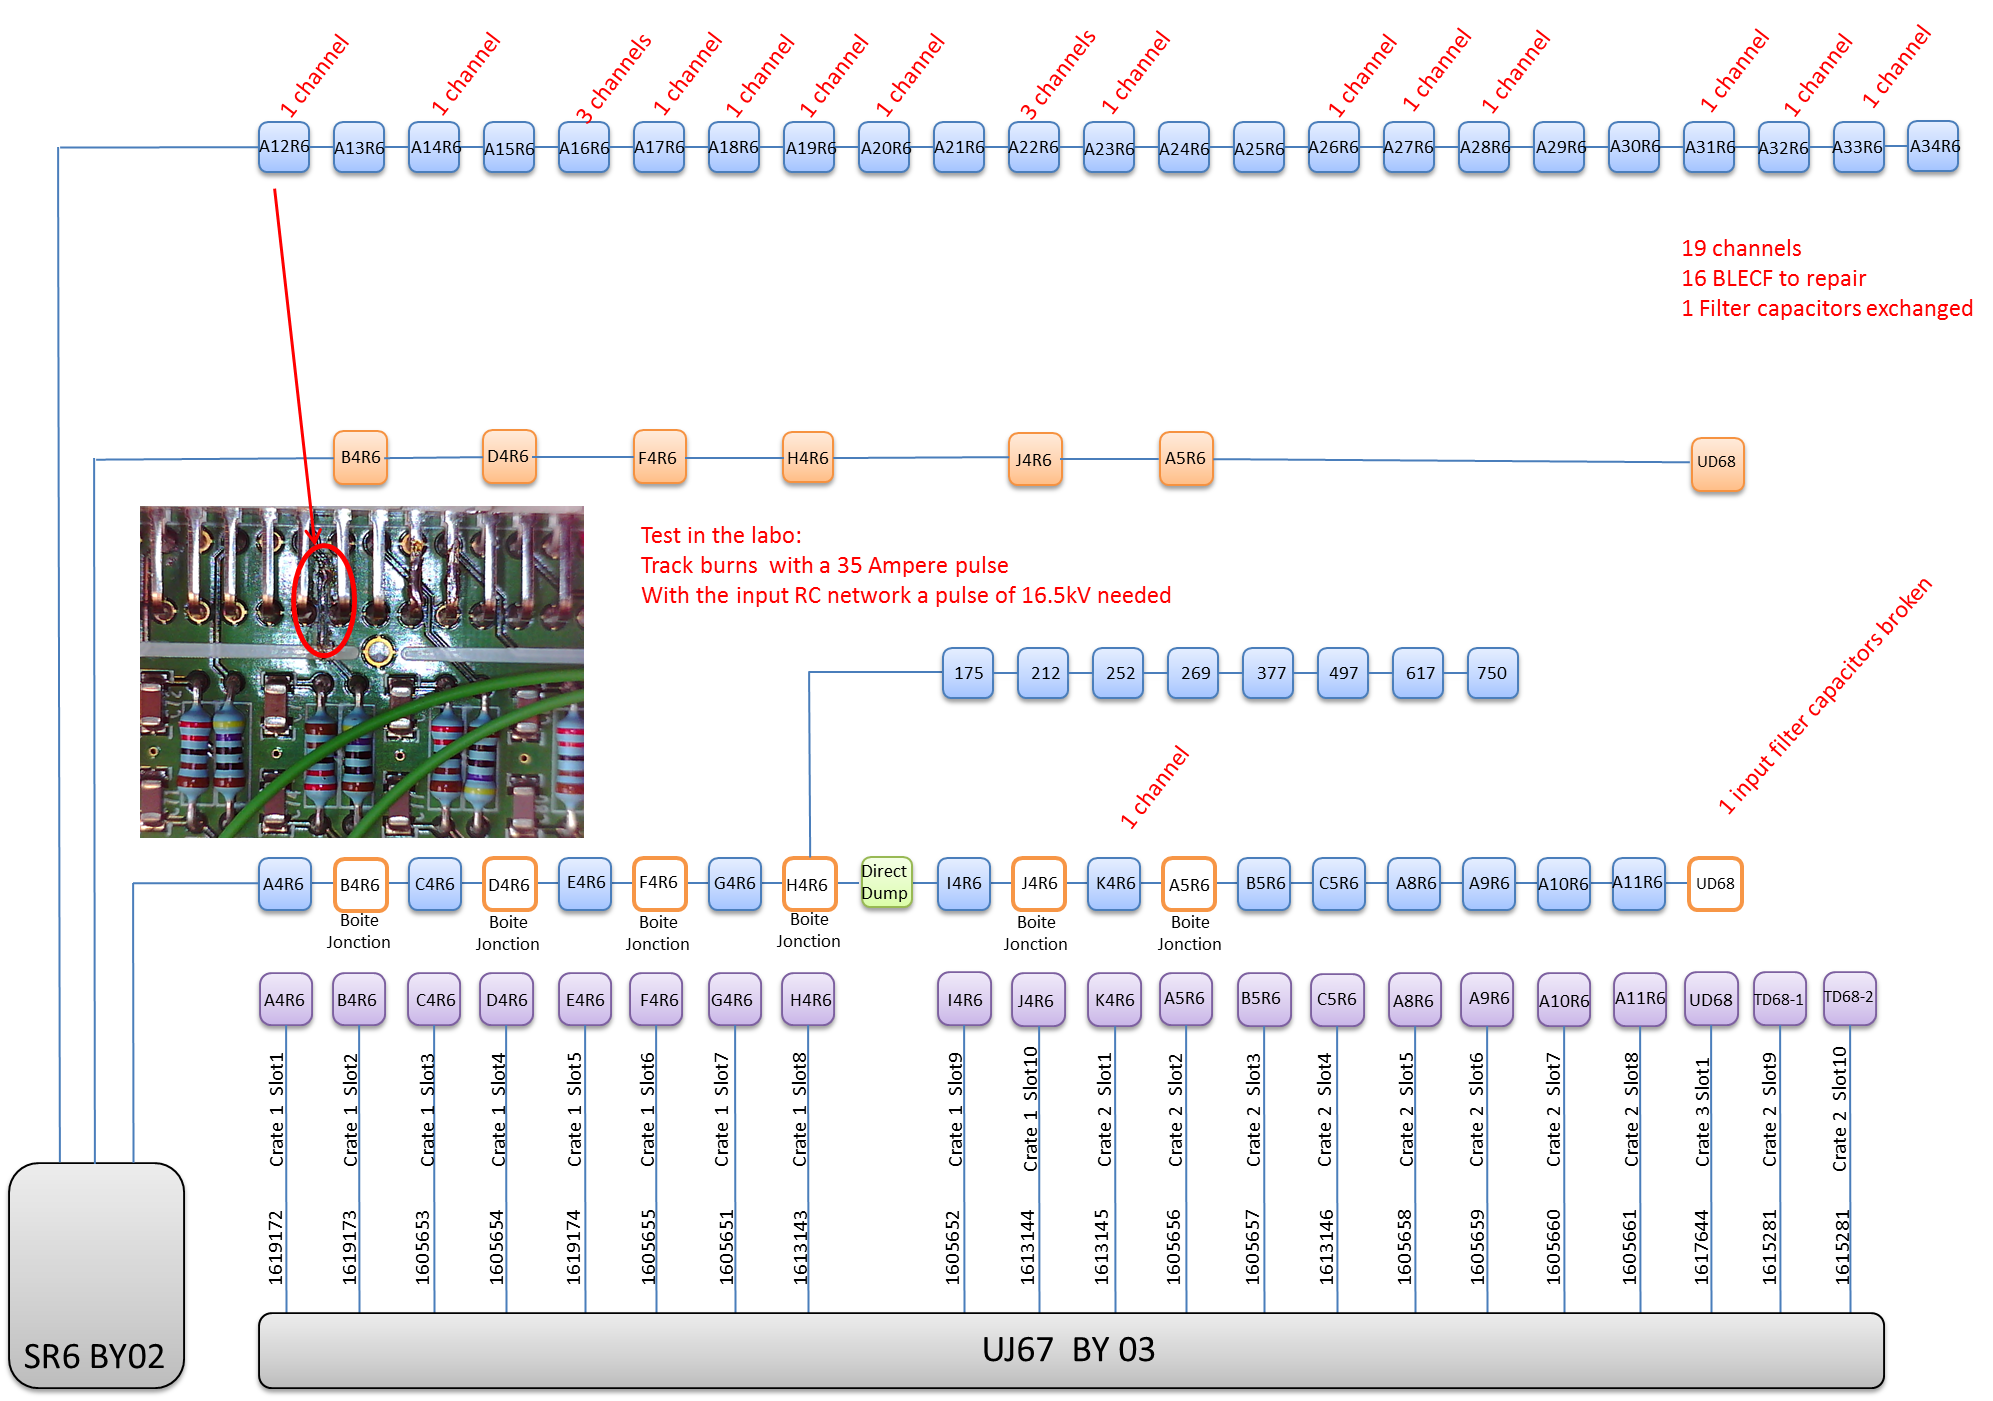 1 channel
1 channel
3 channels
1 channel
1 channel
1 channel
1 channel
3 channels
1 channel
1 channel
1 channel
1 channel
1 channel
1 channel
1 channel
A12R6
A13R6
A14R6
A15R6
A16R6
A17R6
A18R6
A19R6
A20R6
A21R6
A22R6
A23R6
A24R6
A25R6
A26R6
A27R6
A28R6
A29R6
A30R6
A31R6
A32R6
A33R6
A34R6
19 channels
16 BLECF to repair
1 Filter capacitors exchanged
B4R6
D4R6
F4R6
H4R6
J4R6
A5R6
UD68
Test in the labo:
Track burns with a 35 Ampere pulse
With the input RC network a pulse of 16.5kV needed
175
212
252
269
377
497
617
750
1 channel
1 input filter capacitors broken
A4R6
B4R6
C4R6
D4R6
E4R6
F4R6
G4R6
H4R6
Direct
Dump
I4R6
J4R6
K4R6
A5R6
B5R6
C5R6
A8R6
A9R6
A10R6
A11R6
UD68
Boite
Jonction
Boite
Jonction
Boite
Jonction
Boite
Jonction
Boite
Jonction
Boite
Jonction
A4R6
B4R6
C4R6
D4R6
E4R6
F4R6
G4R6
H4R6
I4R6
J4R6
K4R6
A5R6
B5R6
C5R6
A8R6
A9R6
A10R6
A11R6
UD68
TD68-1
TD68-2
Crate 1 Slot1
Crate 1 Slot2
Crate 1 Slot3
Crate 1 Slot4
Crate 1 Slot5
Crate 1 Slot6
Crate 1 Slot7
Crate 1 Slot8
Crate 1 Slot9
Crate 1 Slot10
Crate 2 Slot1
Crate 2 Slot2
Crate 2 Slot3
Crate 2 Slot4
Crate 2 Slot5
Crate 2 Slot6
Crate 2 Slot7
Crate 2 Slot8
Crate 3 Slot1
Crate 2 Slot9
Crate 2 Slot10
1619172
1619173
1605653
1605654
1619174
1605655
1605651
1613143
1605652
1613144
1613145
1605656
1605657
1613146
1605658
1605659
1605660
1605661
1617644
1615281
1615281
SR6 BY02
UJ67 BY 03